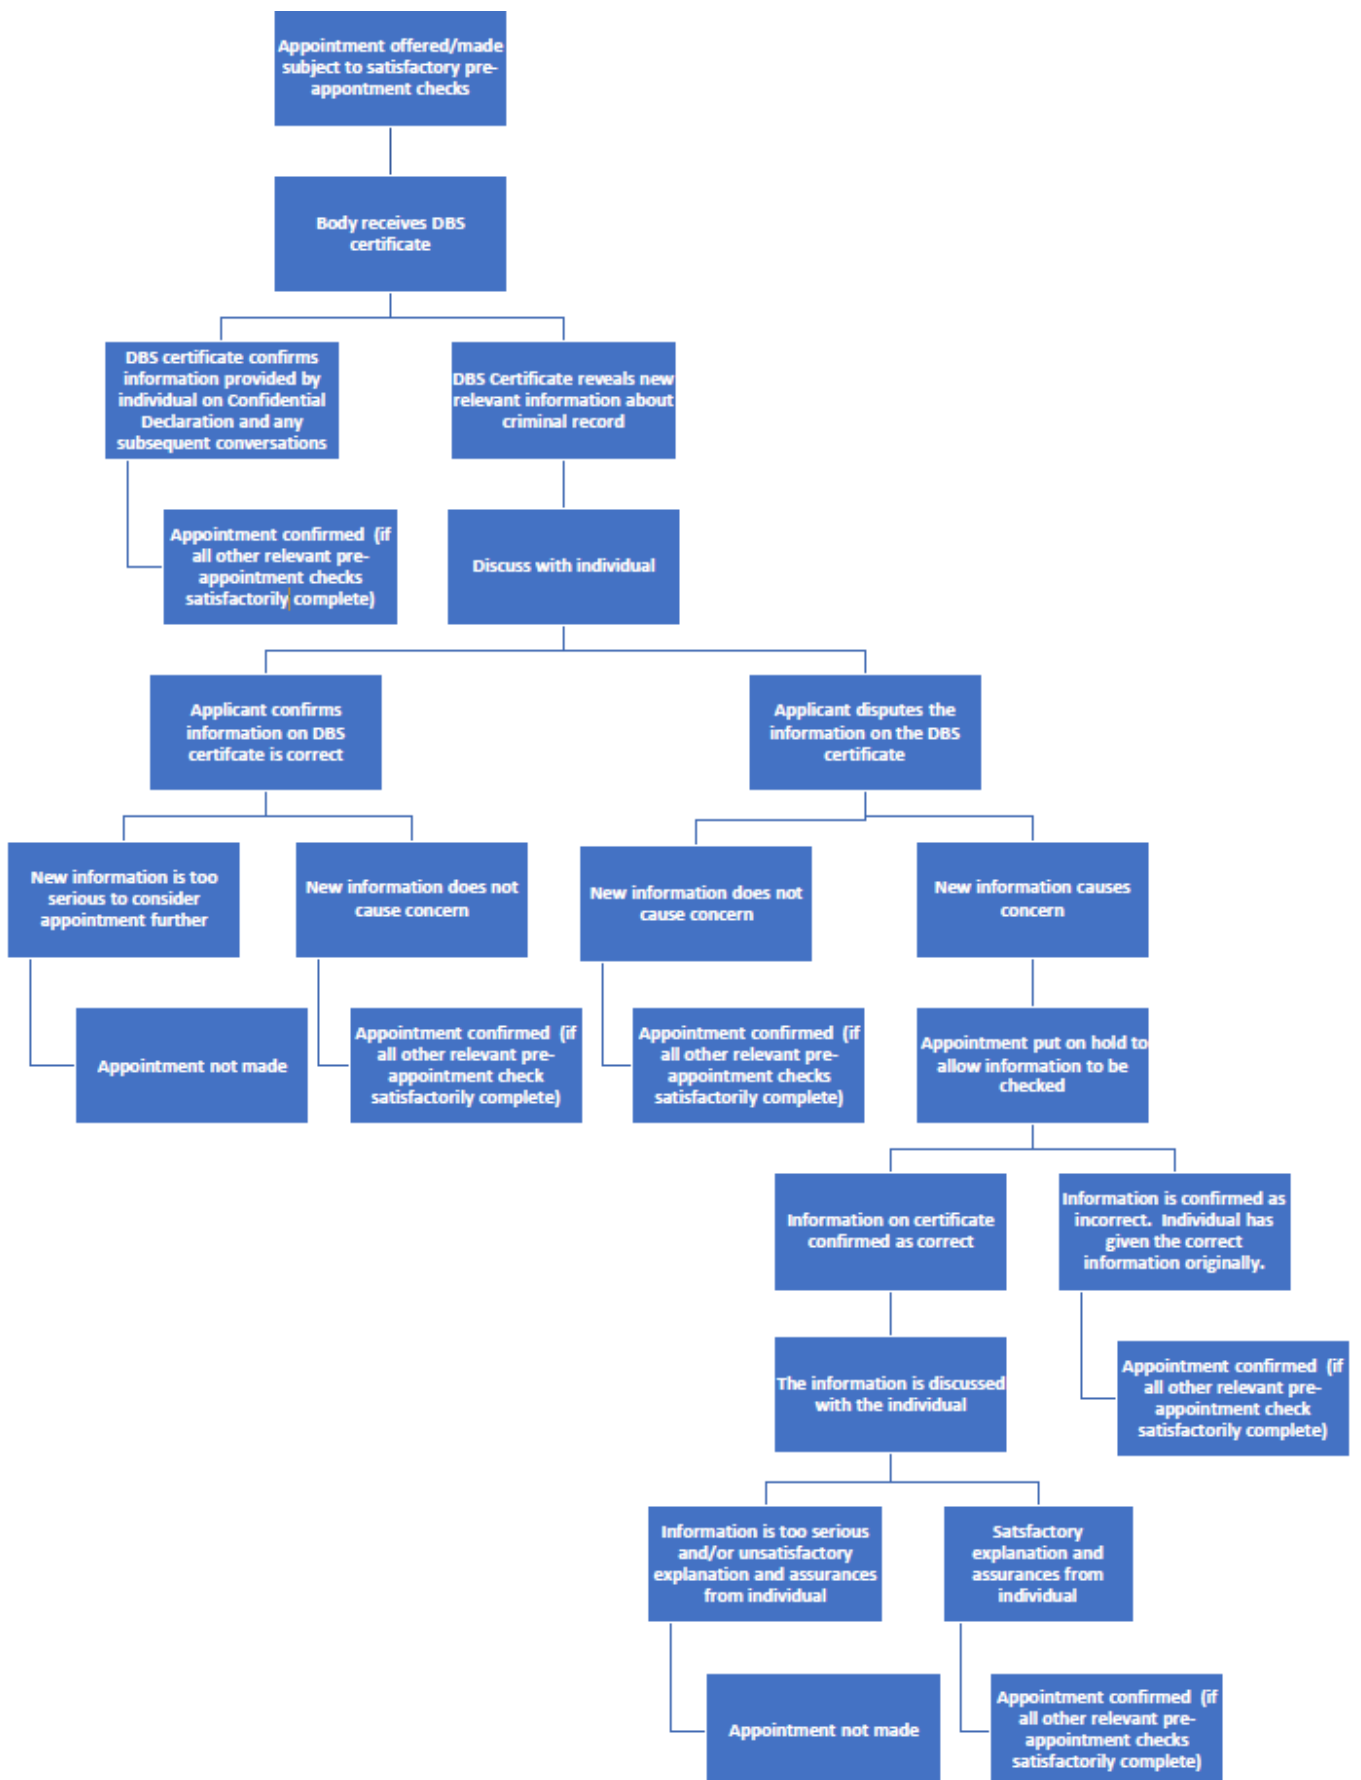 Appointment offered/made
subject to satisfactory pre-
appontment checks
Body receives DBS
certificate
DBS certificate confirms
information provided by
individual on Confidential
Declaration and any
subsequent conversations
DBS Certificate reveals new
relevant information about
criminal record
Appointment confirmed (if
all other relevant pre-
appointment checks
satisfactorily complete)
Discuss with individual
Applicant confirms
information on DBS
certifcate is correct
Applicant disputes the
information on the DBS
certificate
New information is too
serious to consider
appointment further
New information does not
cause concern
New information does not
cause concern
New information causes
concern
Appointment not made
Appointment confirmed (if
all other relevant pre-
appointment check
satisfactorily complete)
Appointment confirmed (if
all other relevant pre-
appointment checks
satisfactorily complete)
Appointment put on hold to
allow information to be
checked
Information on certificate
confirmed as correct
Information is confirmed as
incorrect. Individual has
given the correct
information originally.
The information is discussed
with the individual
Appointment confirmed (if
all other relevant pre-
appointment check
satisfactorily complete)
Information is too serious
and/or unsatisfactory
explanation and assurances
from individual
Satsfactory
explanation and
assurances from
individual
Appointment not made
Appointment confirmed (if
all other relevant pre-
appointment checks
satisfactorily complete)